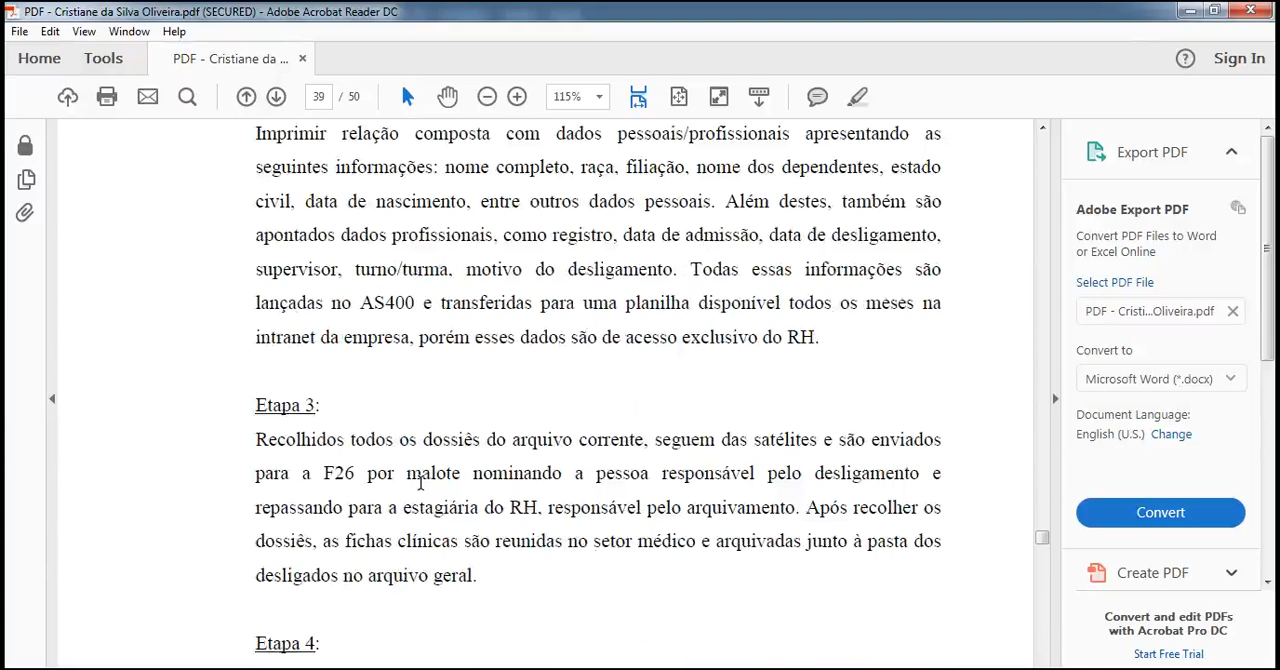 PDF - Cristiane da Silva Oliveira.pdf (SECURED) - Adobe Acrobat Reader DC
File Edit View Window Help
Home Tools PDF - Cristiane da ... × Sign In
39 / 50 115%
Imprimir relação composta com dados pessoais/profissionais apresentando as
seguintes informações: nome completo, raça, filiação, nome dos dependentes, estado
civil, data de nascimento, entre outros dados pessoais. Além destes, também são
apontados dados profissionais, como registro, data de admissão, data de desligamento,
supervisor, turno/turma, motivo do desligamento. Todas essas informações são
lançadas no AS400 e transferidas para uma planilha disponível todos os meses na
intranet da empresa, porém esses dados são de acesso exclusivo do RH.
Etapa 3:
Recolhidos todos os dossiês do arquivo corrente, seguem das satélites e são enviados
para a F26 por malote nominando a pessoa responsável pelo desligamento e
repassando para a estagiária do RH, responsável pelo arquivamento. Após recolher os
dossiês, as fichas clínicas são reunidas no setor médico e arquivadas junto à pasta dos
desligados no arquivo geral.
Etapa 4:
Export PDF
Adobe Export PDF
Convert PDF Files to Word
or Excel Online
Select PDF File
PDF - Cristi...Oliveira.pdf
Convert to
Microsoft Word (*.docx)
Document Language:
English (U.S.) Change
Convert
Create PDF
Convert and edit PDFs
with Acrobat Pro DC
Start Free Trial